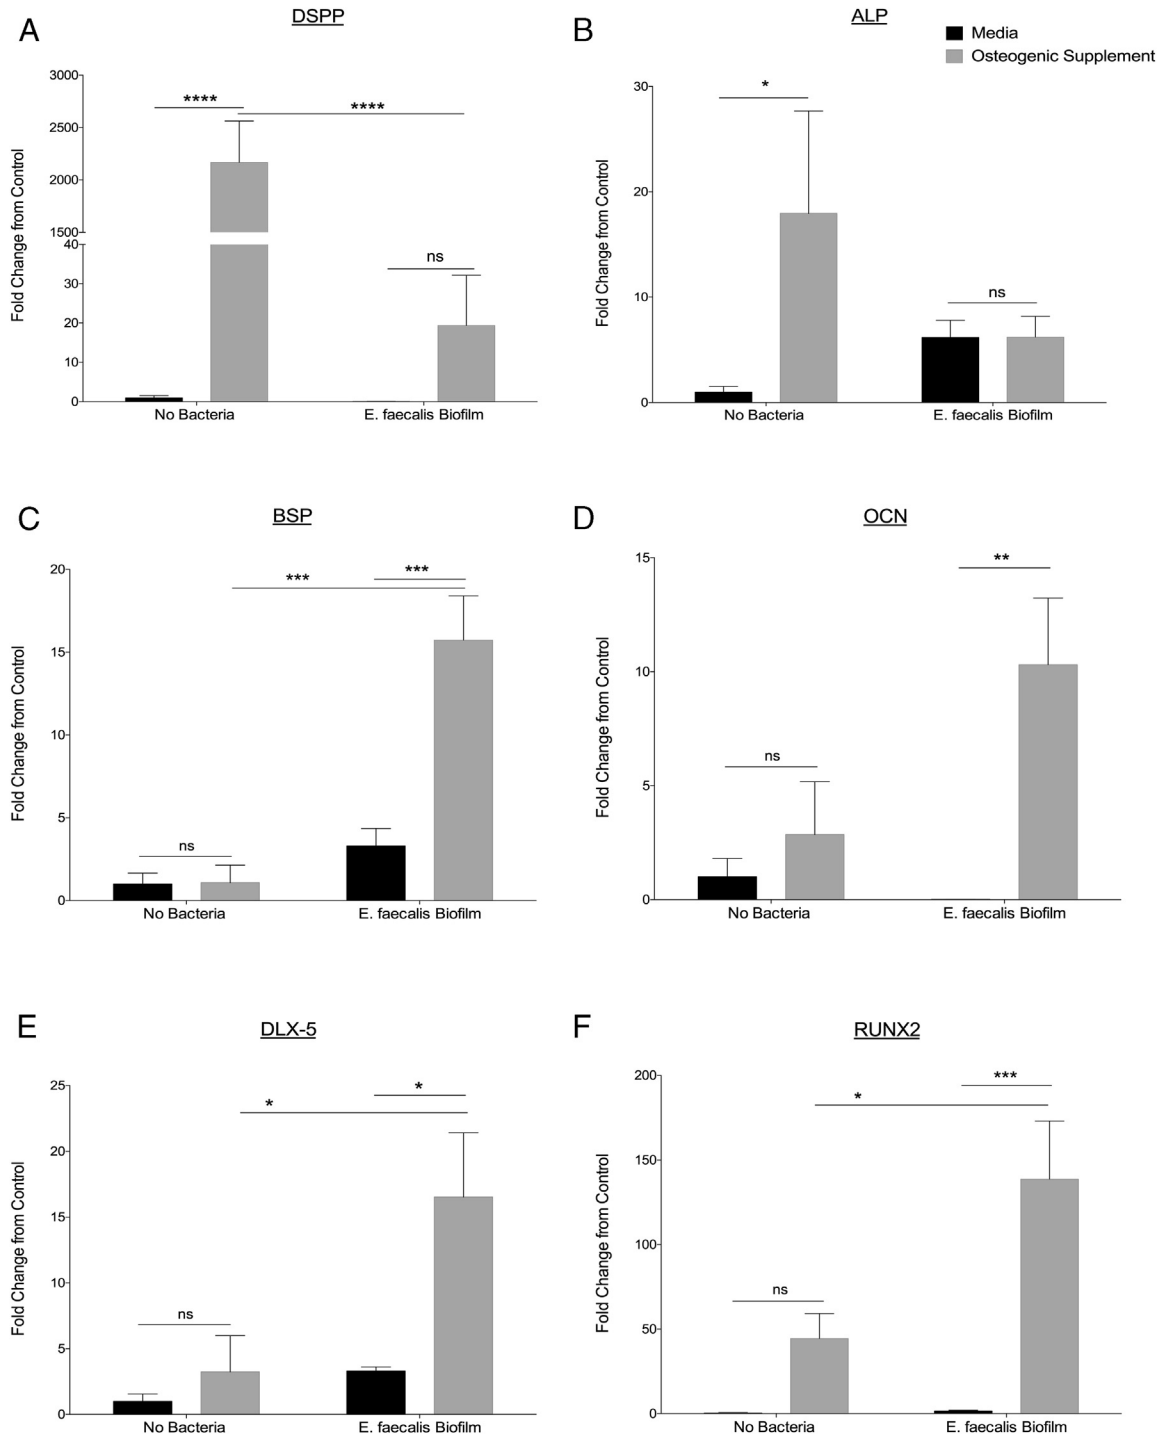 A
DSPP
Fold Change from Control
3000
2500
2000
1500
40
30
20
10
0
****
****
ns
No Bacteria
E. faecalis Biofilm
B
ALP
Media
Osteogenic Supplement
Fold Change from Control
30
20
10
0
*
ns
No Bacteria
E. faecalis Biofilm
C
BSP
Fold Change from Control
20
15
10
5
0
***
***
ns
No Bacteria
E. faecalis Biofilm
D
OCN
Fold Change from Control
15
10
5
0
**
ns
No Bacteria
E. faecalis Biofilm
E
DLX-5
Fold Change from Control
25
20
15
10
5
0
*
*
ns
No Bacteria
E. faecalis Biofilm
F
RUNX2
Fold Change from Control
200
150
100
50
0
***
*
ns
No Bacteria
E. faecalis Biofilm